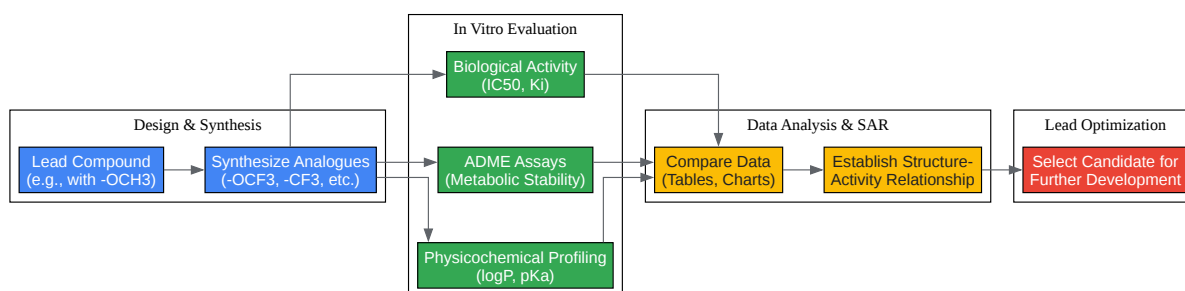 Design & Synthesis
Lead Compound
(e.g., with -OCH3)
Synthesize Analogues
(-OCF3, -CF3, etc.)
In Vitro Evaluation
Biological Activity
(IC50, Ki)
ADME Assays
(Metabolic Stability)
Physicochemical Profiling
(logP, pKa)
Data Analysis & SAR
Compare Data
(Tables, Charts)
Establish Structure-
Activity Relationship
Lead Optimization
Select Candidate for
Further Development